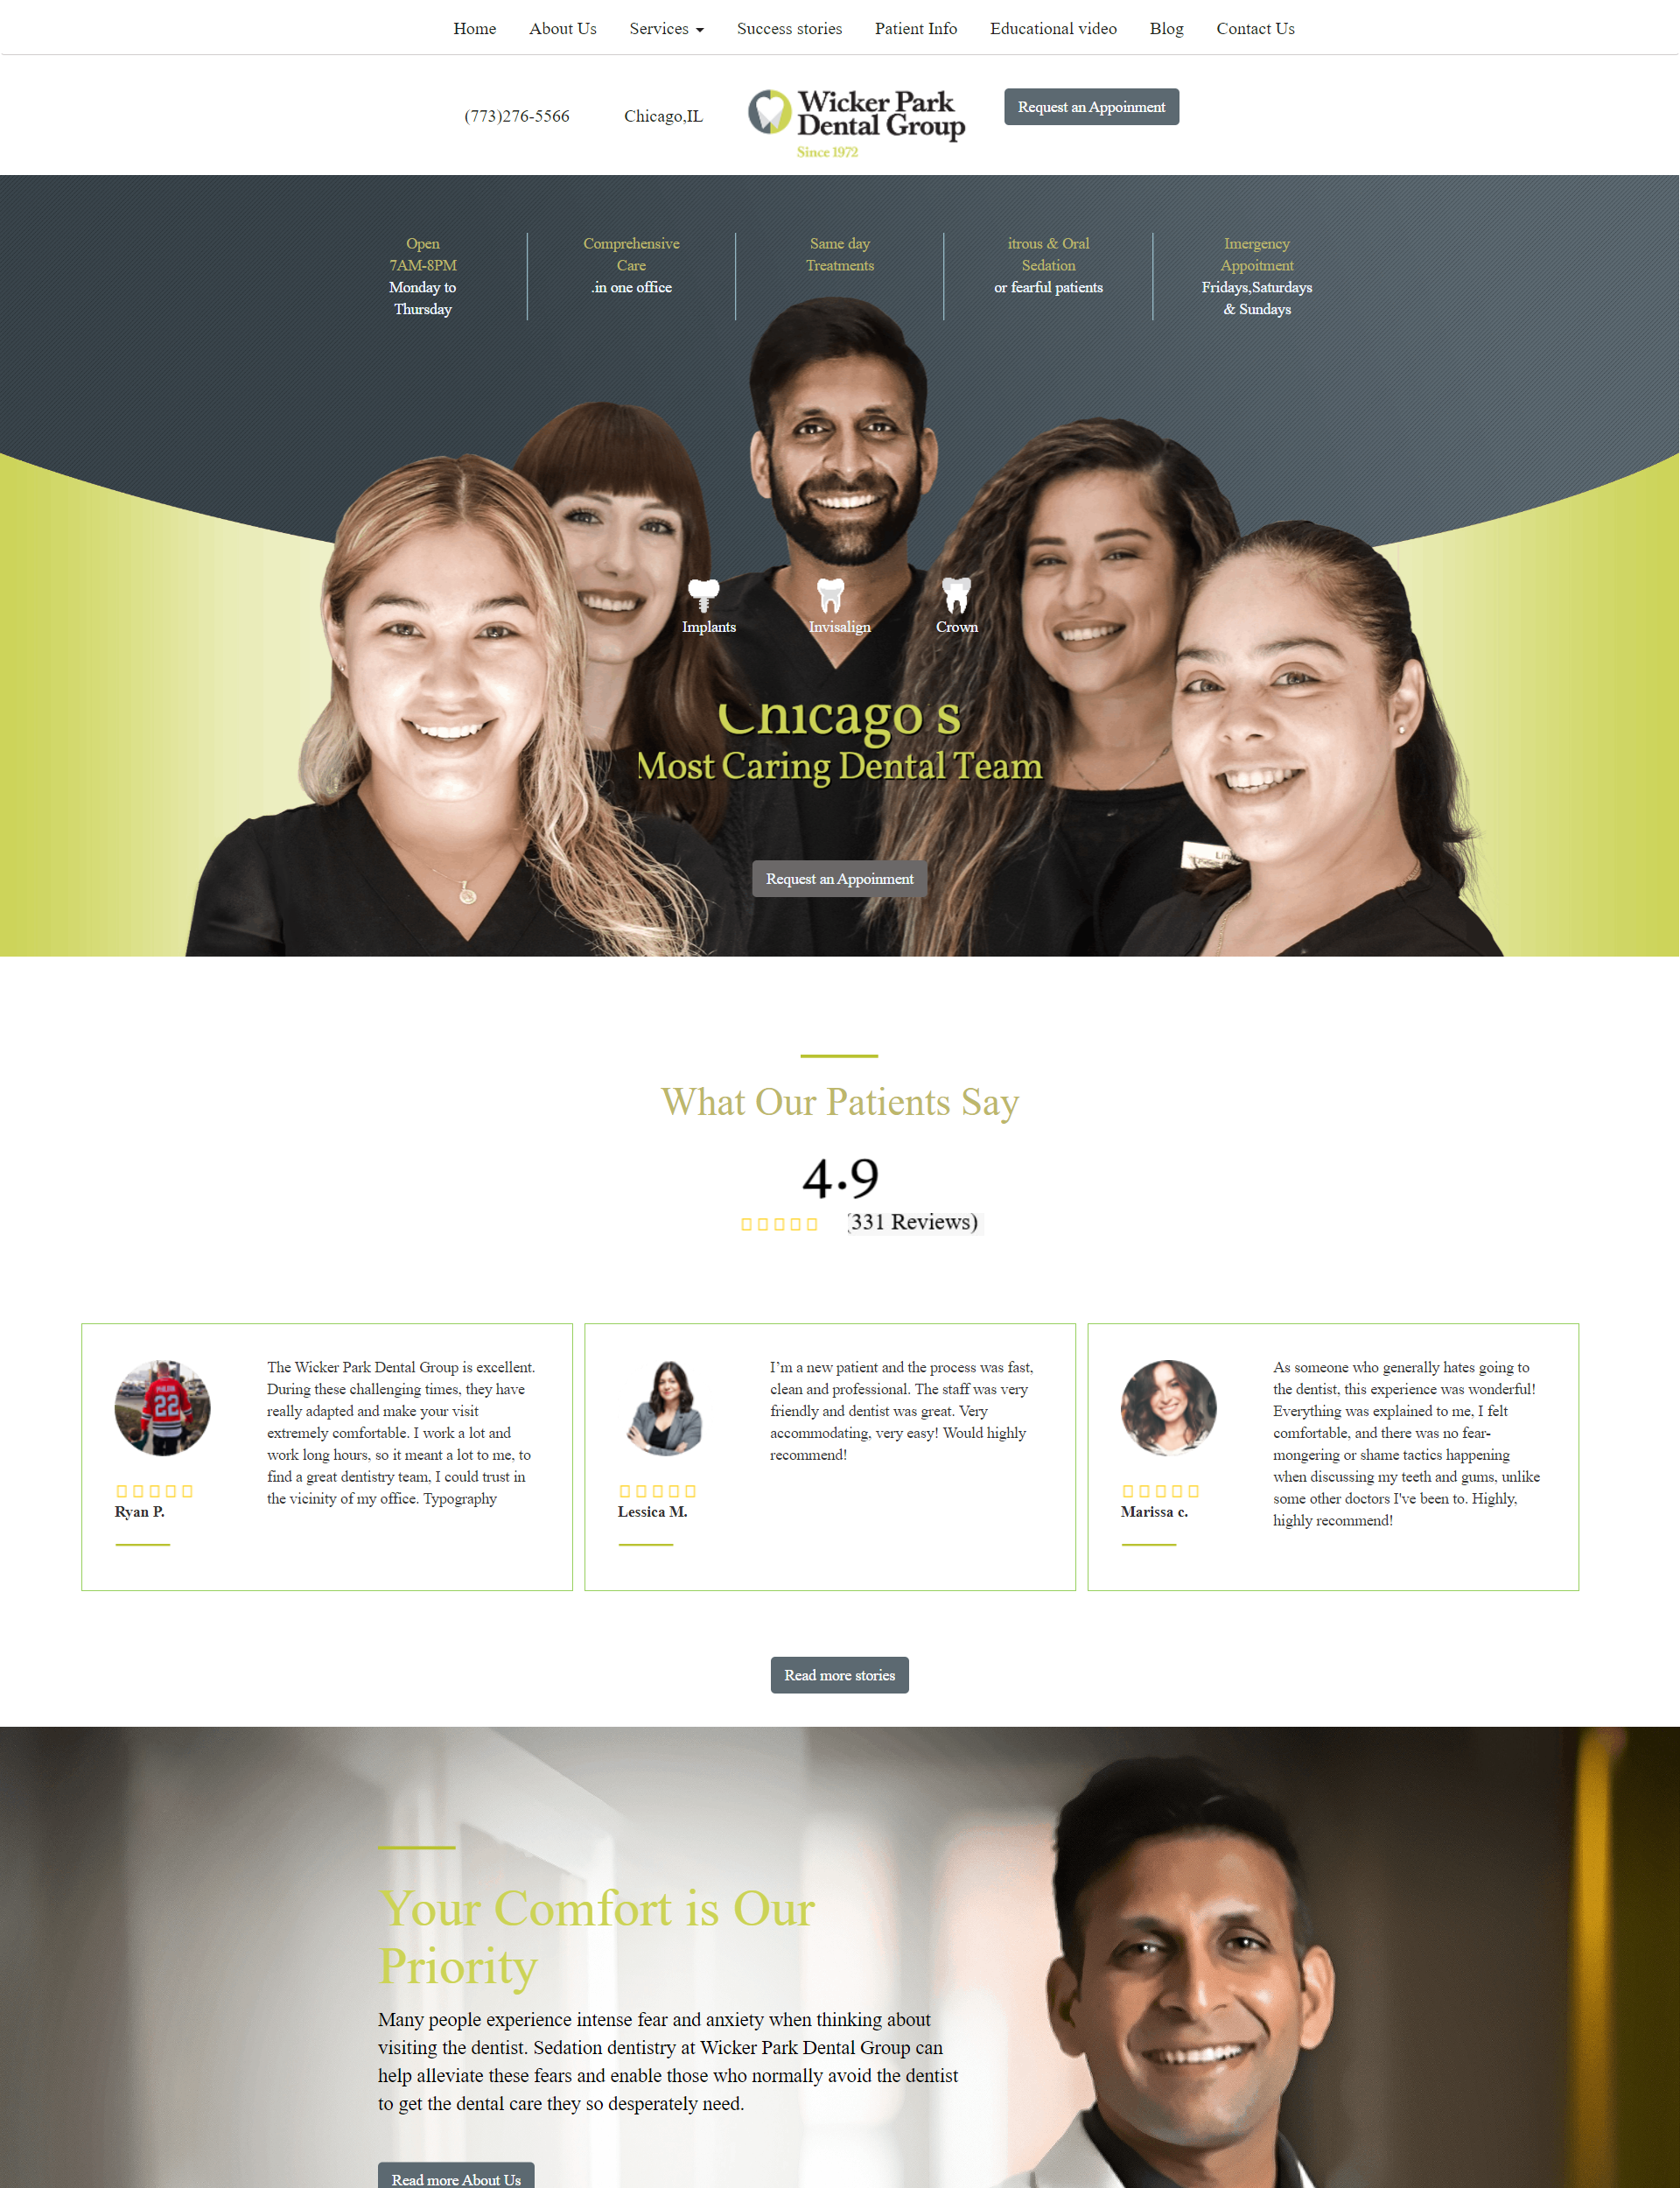 Home About Us Services Success stories Patient Info Educational video Blog Contact Us
(773)276-5566 Chicago,IL
Wicker Park
Dental Group
Since 1972
Request an Appoinment
Open
7AM-8PM
Monday to
Thursday
Comprehensive
Care
.in one office
Same day
Treatments
itrous & Oral
Sedation
or fearful patients
Imergency
Appoitment
Fridays,Saturdays
& Sundays
Implants Invisalign Crown
Chicago's
Most Caring Dental Team
Request an Appoinment
What Our Patients Say
4.9
(331 Reviews)
The Wicker Park Dental Group is excellent.
During these challenging times, they have
really adapted and make your visit
extremely comfortable. I work a lot and
work long hours, so it meant a lot to me, to
find a great dentistry team, I could trust in
the vicinity of my office. Typography
Ryan P.
I'm a new patient and the process was fast,
clean and professional. The staff was very
friendly and dentist was great. Very
accommodating, very easy! Would highly
recommend!
Lessica M.
As someone who generally hates going to
the dentist, this experience was wonderful!
Everything was explained to me, I felt
comfortable, and there was no fear-
mongering or shame tactics happening
when discussing my teeth and gums, unlike
some other doctors I've been to. Highly,
highly recommend!
Marissa c.
Read more stories
Your Comfort is Our
Priority
Many people experience intense fear and anxiety when thinking about
visiting the dentist. Sedation dentistry at Wicker Park Dental Group can
help alleviate these fears and enable those who normally avoid the dentist
to get the dental care they so desperately need.
Read more About Us
22